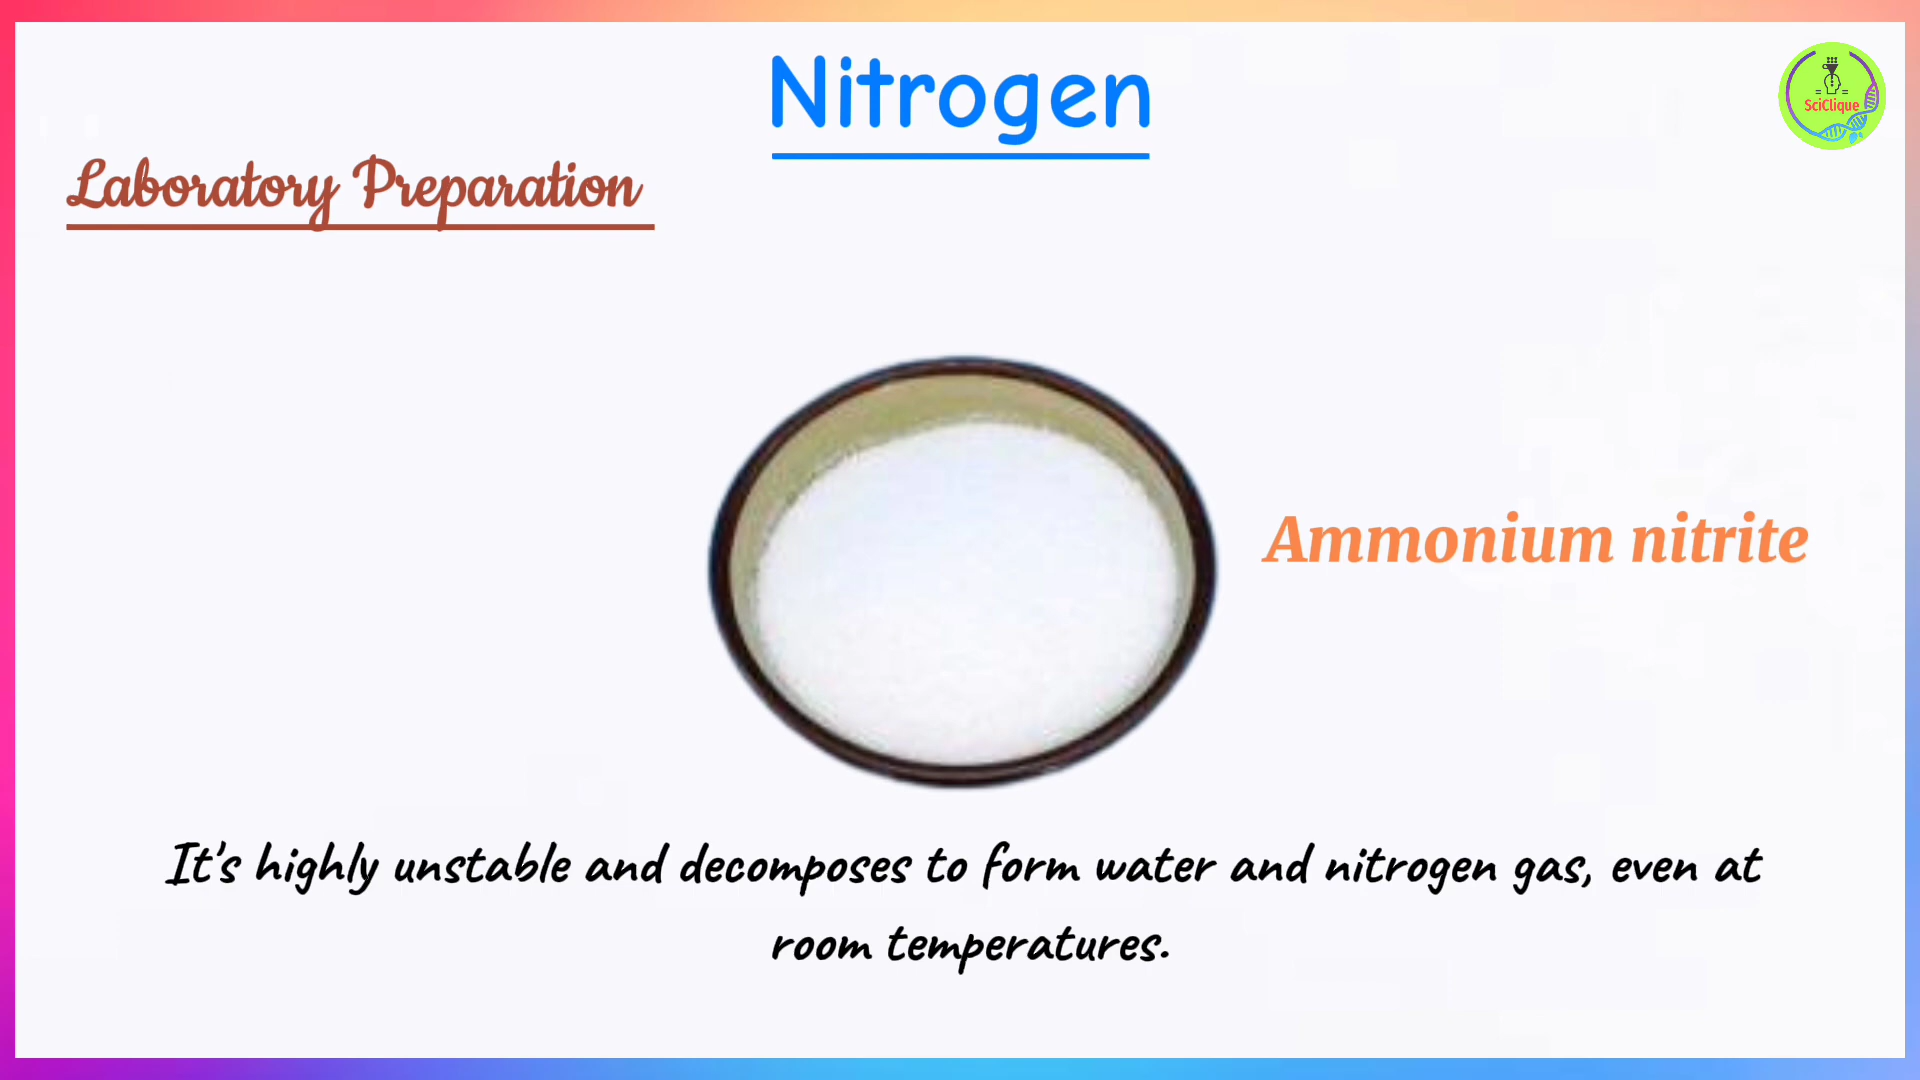 Nitrogen
SciClique
Laboratory Preparation
Ammonium nitrite
It's highly unstable and decomposes to form water and nitrogen gas, even at
room temperatures.